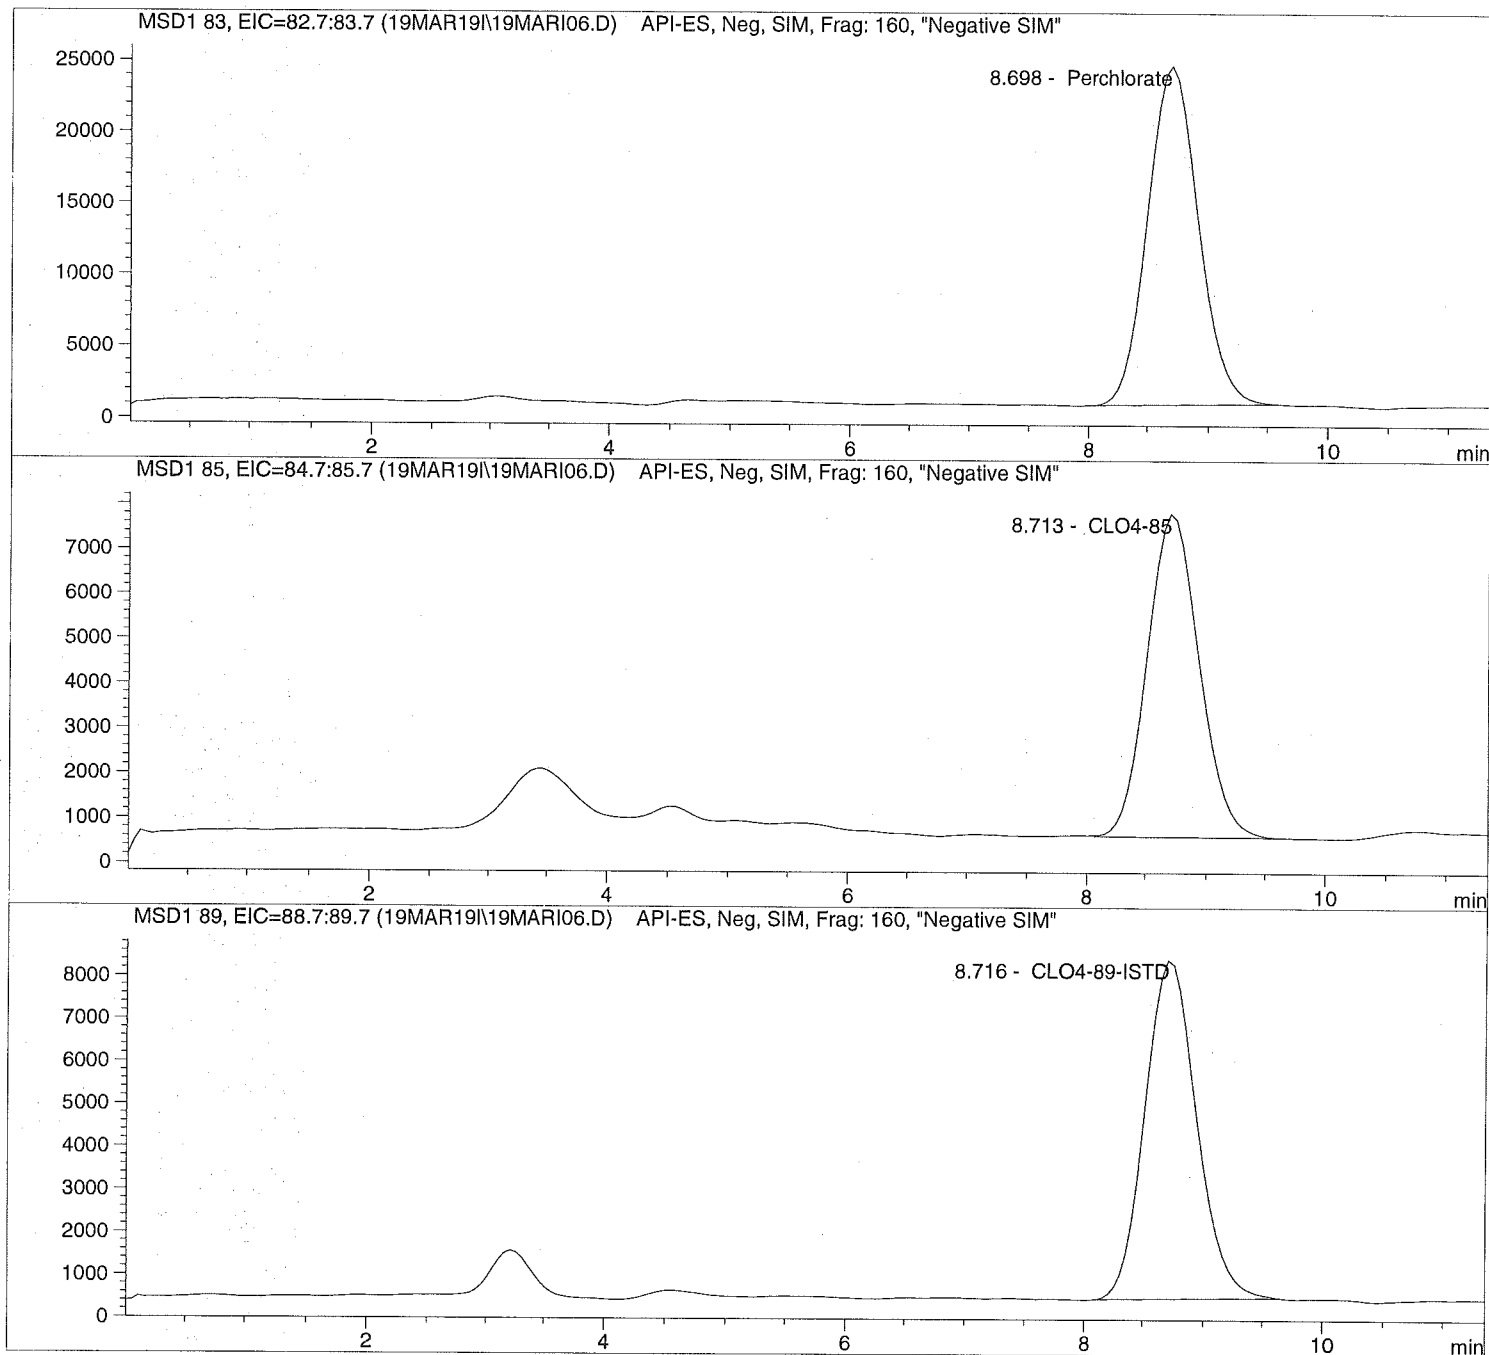 MSD1 83, EIC=82.7:83.7 (19MAR19I\19MARI06.D) API-ES, Neg, SIM, Frag: 160, "Negative SIM"
25000
8.698 - Perchlorate
20000
15000
10000
5000
0
2 4 6 8 10 min
MSD1 85, EIC=84.7:85.7 (19MAR19I\19MARI06.D) API-ES, Neg, SIM, Frag: 160, "Negative SIM"
8.713 - CLO4-85
7000
6000
5000
4000
3000
2000
1000
0
2 4 6 8 10 min
MSD1 89, EIC=88.7:89.7 (19MAR19I\19MARI06.D) API-ES, Neg, SIM, Frag: 160, "Negative SIM"
8.716 - CLO4-89-ISTD
8000
7000
6000
5000
4000
3000
2000
1000
0
2 4 6 8 10 min